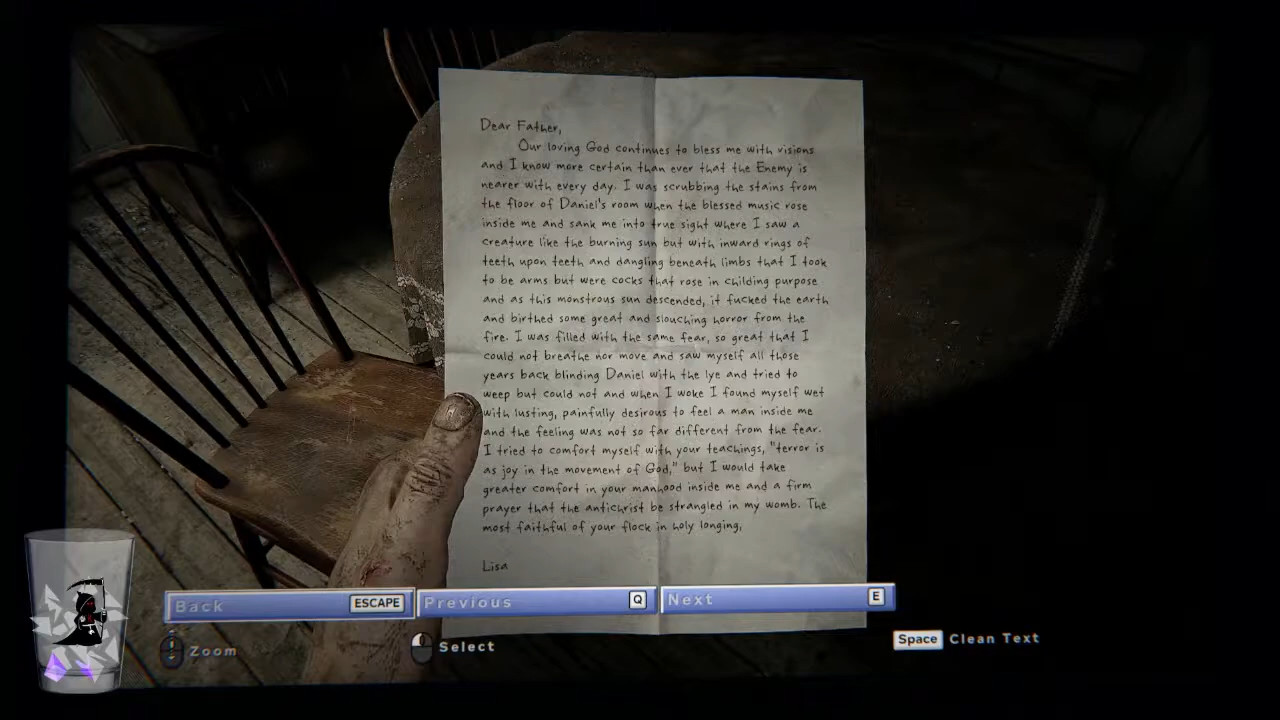 Dear Father,
Our loving God continues to bless me with visions
and I know more certain than ever that the Enemy is
nearer with every day. I was scrubbing the stains from
the floor of Daniel's room when the blessed music rose
inside me and sank me into true sight where I saw a
creature like the burning sun but with inward rings of
teeth upon teeth and dangling beneath limbs that I took
to be arms but were cocks that rose in childing purpose
and as this monstrous sun descended, it fucked the earth
and birthed some great and slouching horror from the
fire. I was filled with the same fear, so great that I
could not breathe nor move and saw myself all those
years back blinding Daniel with the lye and tried to
weep but could not and when I woke I found myself wet
with lusting, painfully desirous to feel a man inside me
and the feeling was not so far different from the fear.
I tried to comfort myself with your teachings, "terror is
as joy in the movement of God," but I would take
greater comfort in your manhood inside me and a firm
prayer that the antichrist be strangled in my womb. The
most faithful of your flock in holy longing,
Lisa
Back ESCAPE Previous Q Next E
Zoom Select Space Clean Text